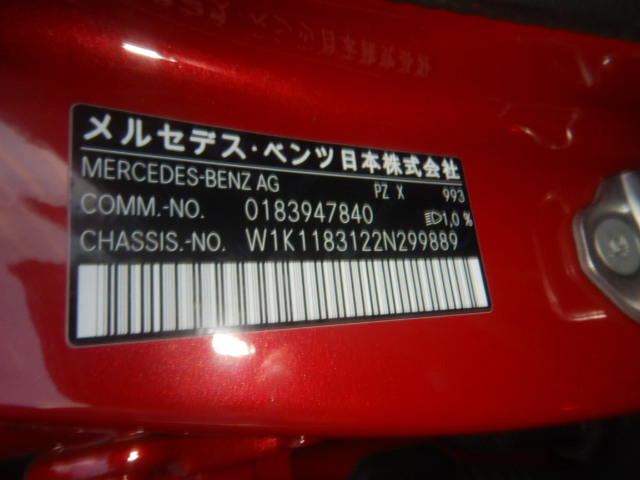 メルセデス・ベンツ日本株式会社
MERCEDES-BENZ AG PZ X 993
COMM.-NO. 0183947840 1,0 %
CHASSIS.-NO. W1K1183122N299889